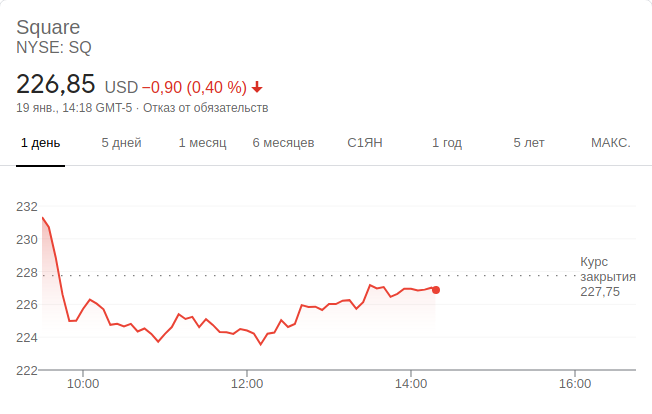 Square
NYSE: SQ
226,85 USD −0,90 (0,40 %)
19 янв., 14:18 GMT-5 · Отказ от обязательств
1 день 5 дней 1 месяц 6 месяцев С1ЯН 1 год 5 лет МАКС.
232
230
228
226
224
222
Курс
закрытия
227,75
10:00 12:00 14:00 16:00